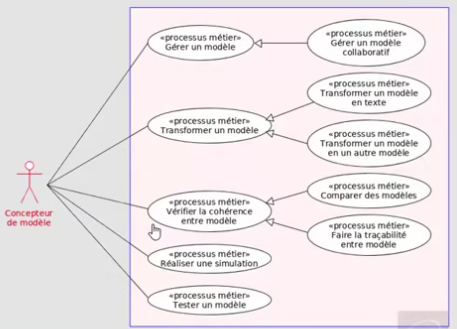 «processus métier»
Gérer un modèle
«processus métier»
Gérer un modèle
collaboratif
«processus métier»
Transformer un modèle
«processus métier»
Transformer un modèle
en texte
«processus métier»
Transformer un modèle
en un autre modèle
Concepteur
de modèle
«processus métier»
Vérifier la cohérence
entre modèle
«processus métier»
Comparer des modèles
«processus métier»
Faire la traçabilité
entre modèle
«processus métier»
Réaliser une simulation
«processus métier»
Tester un modèle